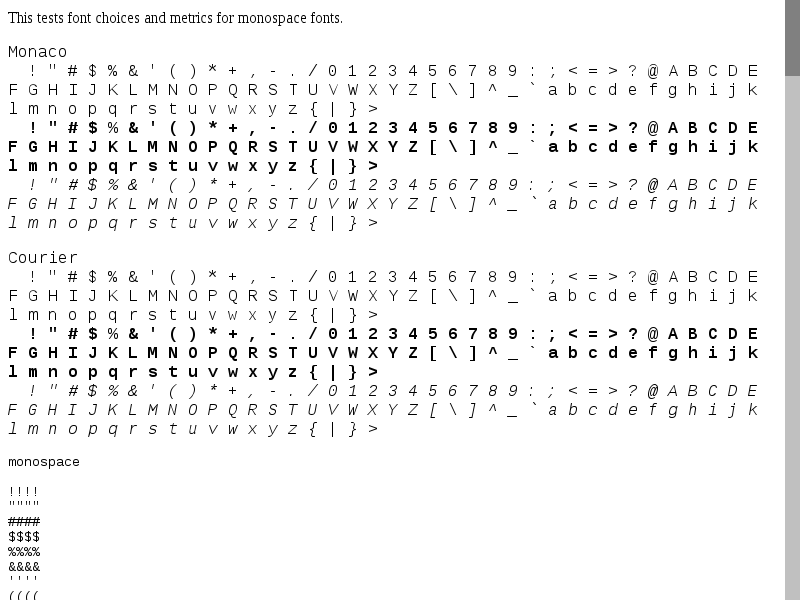 This tests font choices and metrics for monospace fonts.
Monaco
! " # $ % & ' ( ) * + , - . / 0 1 2 3 4 5 6 7 8 9 : ; < = > ? @ A B C D E
F G H I J K L M N O P Q R S T U V W X Y Z [ \ ] ^ _ ` a b c d e f g h i j k
l m n o p q r s t u v w x y z { | } >
! " # $ % & ' ( ) * + , - . / 0 1 2 3 4 5 6 7 8 9 : ; < = > ? @ A B C D E
F G H I J K L M N O P Q R S T U V W X Y Z [ \ ] ^ _ ` a b c d e f g h i j k
l m n o p q r s t u v w x y z { | } >
! " # $ % & ' ( ) * + , - . / 0 1 2 3 4 5 6 7 8 9 : ; < = > ? @ A B C D E
F G H I J K L M N O P Q R S T U V W X Y Z [ \ ] ^ _ ` a b c d e f g h i j k
l m n o p q r s t u v w x y z { | } >
Courier
! " # $ % & ' ( ) * + , - . / 0 1 2 3 4 5 6 7 8 9 : ; < = > ? @ A B C D E
F G H I J K L M N O P Q R S T U V W X Y Z [ \ ] ^ _ ` a b c d e f g h i j k
l m n o p q r s t u v w x y z { | } >
! " # $ % & ' ( ) * + , - . / 0 1 2 3 4 5 6 7 8 9 : ; < = > ? @ A B C D E
F G H I J K L M N O P Q R S T U V W X Y Z [ \ ] ^ _ ` a b c d e f g h i j k
l m n o p q r s t u v w x y z { | } >
! " # $ % & ' ( ) * + , - . / 0 1 2 3 4 5 6 7 8 9 : ; < = > ? @ A B C D E
F G H I J K L M N O P Q R S T U V W X Y Z [ \ ] ^ _ ` a b c d e f g h i j k
l m n o p q r s t u v w x y z { | } >
monospace
!!!!
""""
####
$$$$
%%%%
&&&&
''''
((((